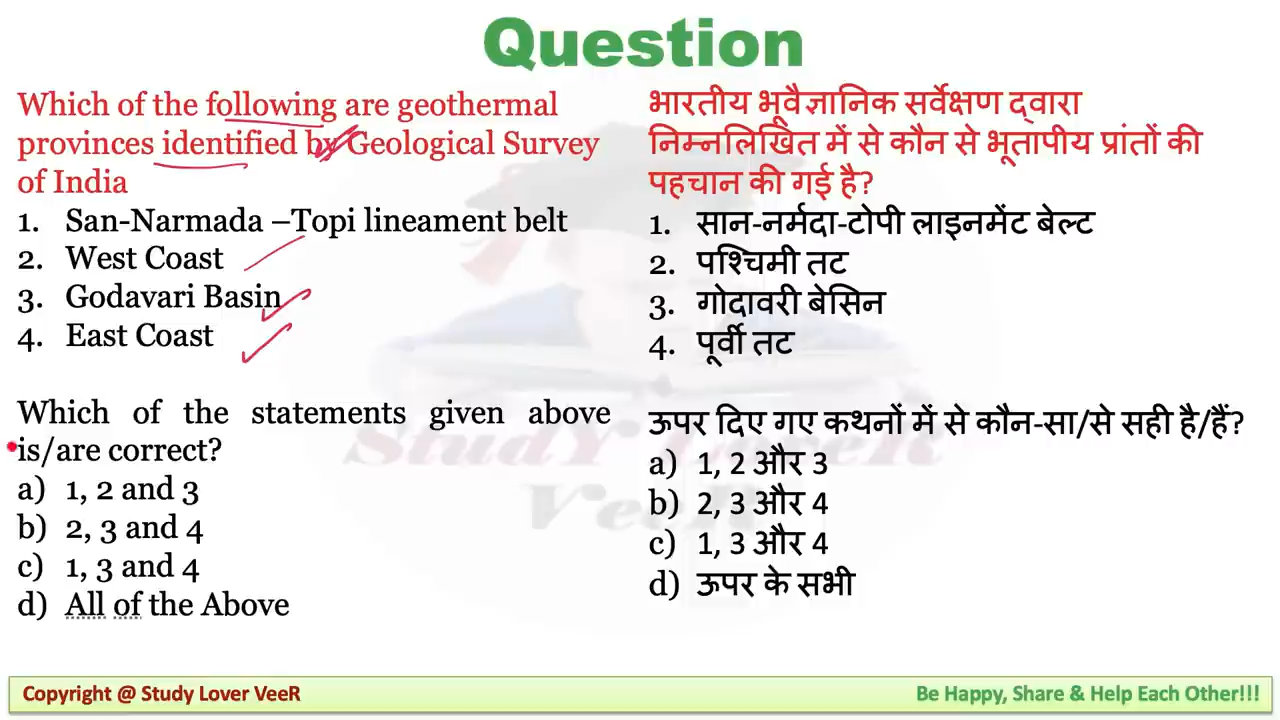 Question
Which of the following are geothermal
provinces identified by Geological Survey
of India
1. San-Narmada –Topi lineament belt
2. West Coast
3. Godavari Basin
4. East Coast
Which of the statements given above
is/are correct?
a) 1, 2 and 3
b) 2, 3 and 4
c) 1, 3 and 4
d) All of the Above
भारतीय भूवैज्ञानिक सर्वेक्षण द्वारा
निम्नलिखित में से कौन से भूतापीय प्रांतों की
पहचान की गई है?
1. सान-नर्मदा-टोपी लाइनमेंट बेल्ट
2. पश्चिमी तट
3. गोदावरी बेसिन
4. पूर्वी तट
ऊपर दिए गए कथनों में से कौन-सा/से सही है/हैं?
a) 1, 2 और 3
b) 2, 3 और 4
c) 1, 3 और 4
d) ऊपर के सभी
StudY LoveR
VeeR
Copyright @ Study Lover VeeR
Be Happy, Share & Help Each Other!!!